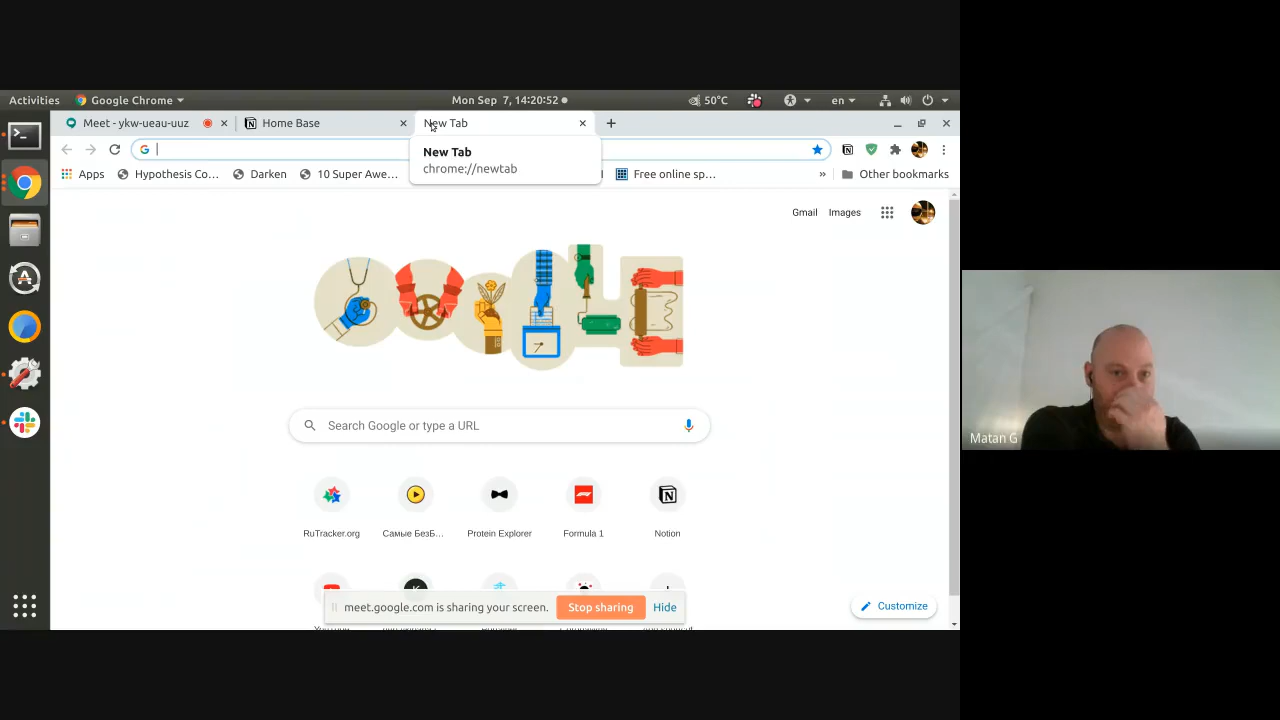 Activities
Google Chrome
Mon Sep 7, 14:20:52
50°C
en
Meet - ykw-ueau-uuz
Home Base
New Tab
New Tab
chrome://newtab
Apps
Hypothesis Co...
Darken
10 Super Awe...
Free online sp...
»
Other bookmarks
Gmail
Images
Search Google or type a URL
RuTracker.org
Самые БезБ...
Protein Explorer
Formula 1
Notion
meet.google.com is sharing your screen.
Stop sharing
Hide
Customize
Matan G